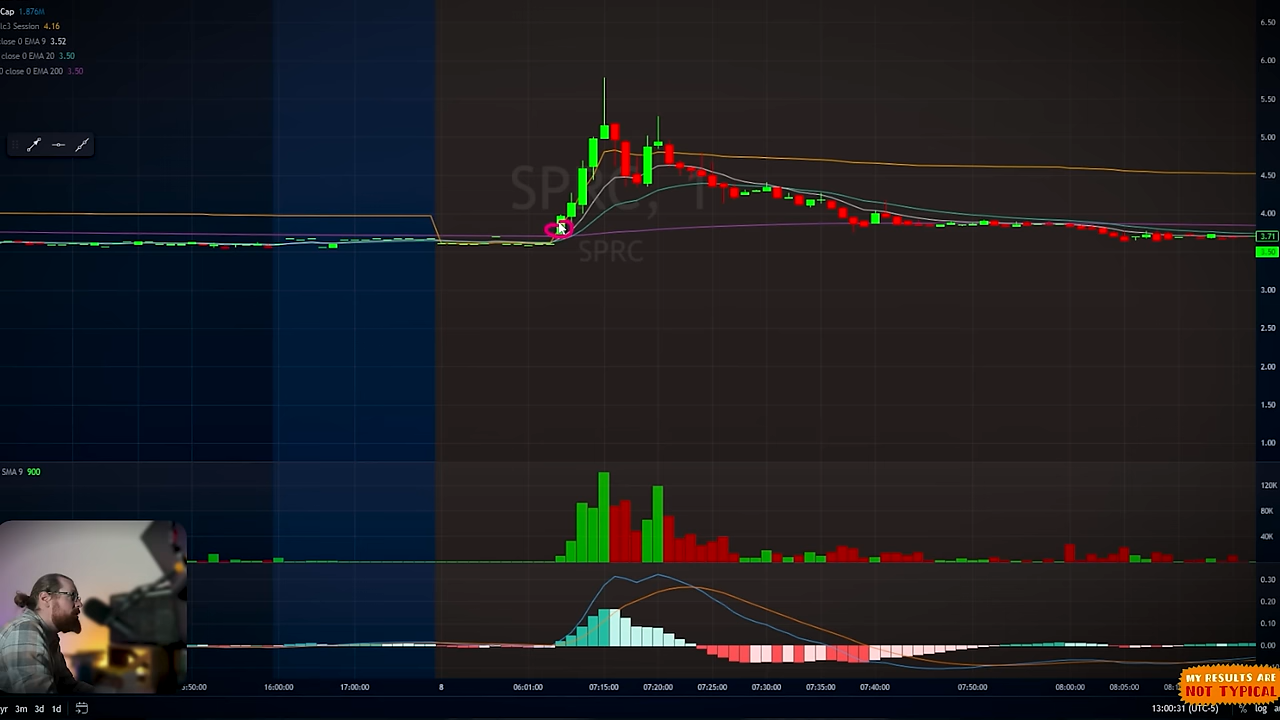 Cap 1.876M
lc3 Session 4.16
close 0 EMA 9 3.52
close 0 EMA 20 3.50
0 close 0 EMA 200 3.50
SPRC, 1
SPRC
6.50
6.00
5.50
5.00
4.50
4.00
3.71
3.50
3.00
2.50
2.00
1.50
1.00
SMA 9 900
120K
80K
40K
0.30
0.20
0.10
0.00
:50:00 16:00:00 17:00:00 8 06:01:00 07:15:00 07:20:00 07:25:00 07:30:00 07:35:00 07:40:00 07:50:00 08:00:00 08:05:00
MY RESULTS ARE
NOT TYPICAL
yr 3m 3d 1d
13:00:31 (UTC-5) % log